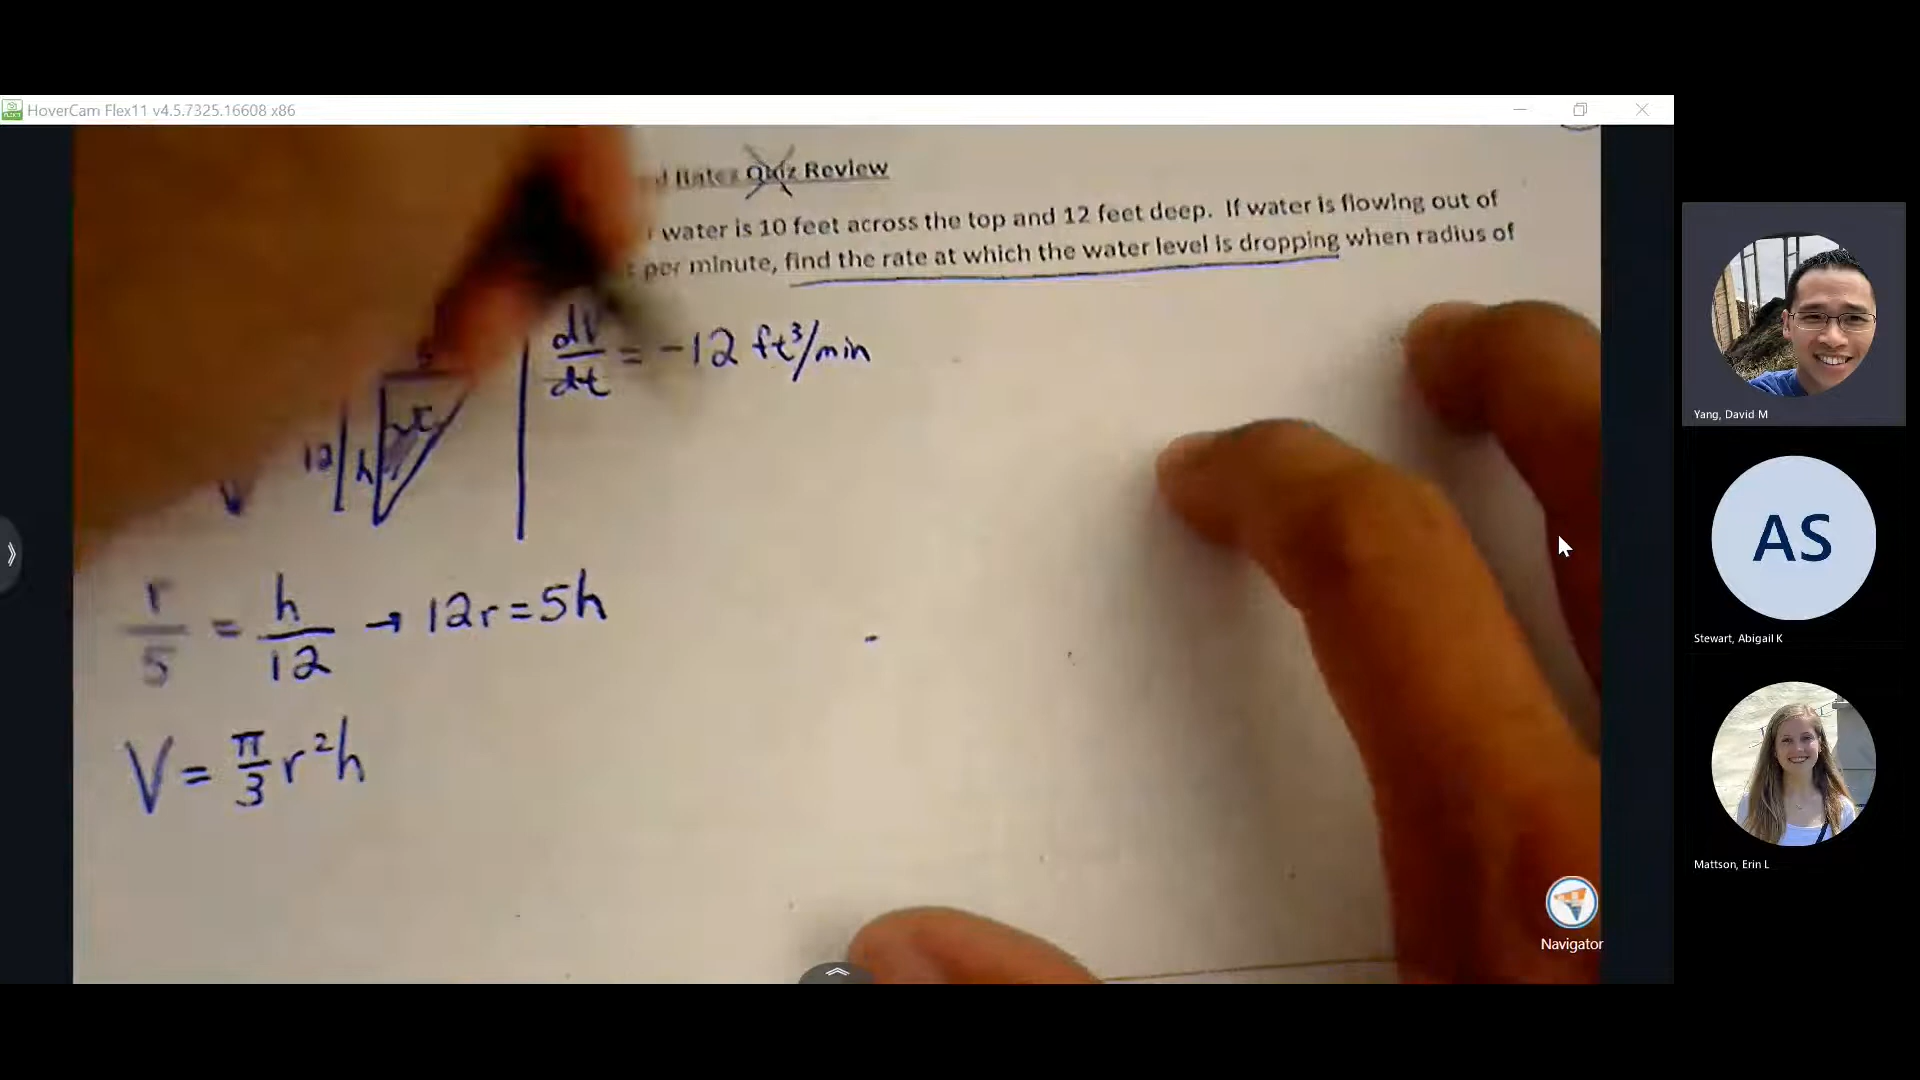 HoverCam Flex11 v4.5.7325.16608 x86
Rates Quiz Review
water is 10 feet across the top and 12 feet deep. If water is flowing out of
per minute, find the rate at which the water level is dropping when radius of
dV/dt = -12 ft³/min
5
r
12
h
r/5 = h/12 → 12r = 5h
V = π/3 r²h
Yang, David M
AS
Stewart, Abigail K
Mattson, Erin L
Navigator